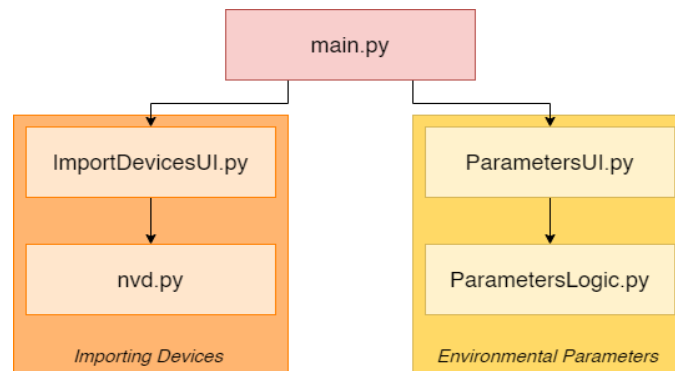 main.py
ImportDevicesUI.py
ParametersUI.py
nvd.py
ParametersLogic.py
Importing Devices
Environmental Parameters